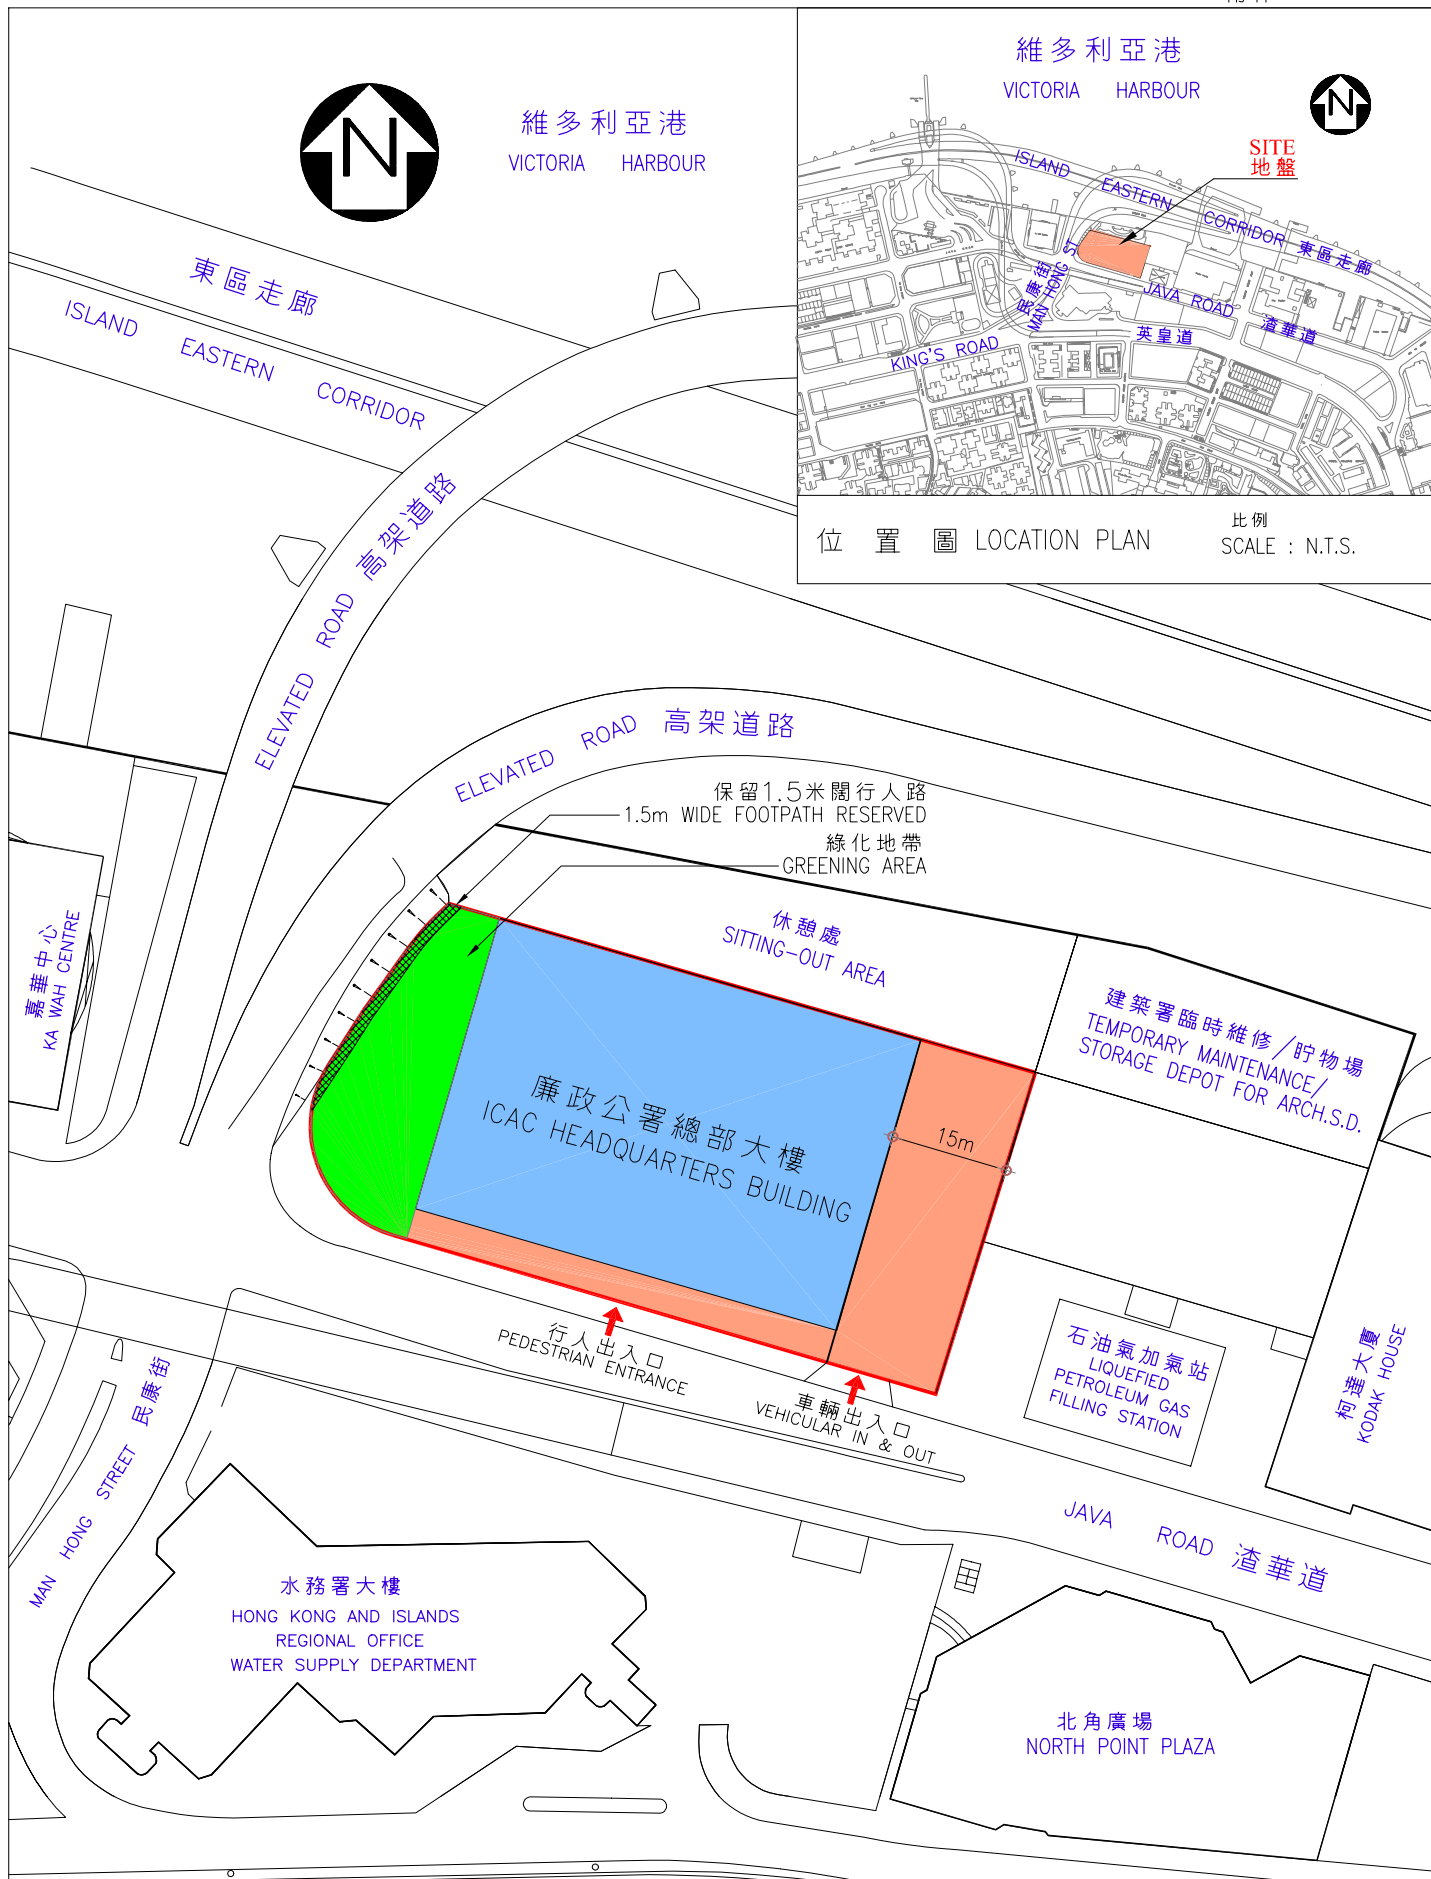 維多利亞港
VICTORIA HARBOUR
N
SITE
地盤
ISLAND EASTERN CORRIDOR 東區走廊
民康街
MAN HONG ST
JAVA ROAD 渣華道
KING'S ROAD 英皇道
位置圖 LOCATION PLAN
比例
SCALE : N.T.S.
N
維多利亞港
VICTORIA HARBOUR
東區走廊
ISLAND EASTERN CORRIDOR
ELEVATED ROAD 高架道路
ELEVATED ROAD 高架道路
保留1.5米闊行人路
1.5m WIDE FOOTPATH RESERVED
綠化地帶
GREENING AREA
休憩處
SITTING-OUT AREA
嘉華中心
KA WAH CENTRE
建築署臨時維修/貯物場
TEMPORARY MAINTENANCE/
STORAGE DEPOT FOR ARCH.S.D.
廉政公署總部大樓
ICAC HEADQUARTERS BUILDING
15m
行人出入口
PEDESTRIAN ENTRANCE
車輛出入口
VEHICULAR IN & OUT
石油氣加氣站
LIQUEFIED
PETROLEUM GAS
FILLING STATION
柯達大廈
KODAK HOUSE
MAN HONG STREET 民康街
JAVA ROAD 渣華道
水務署大樓
HONG KONG AND ISLANDS
REGIONAL OFFICE
WATER SUPPLY DEPARTMENT
北角廣場
NORTH POINT PLAZA